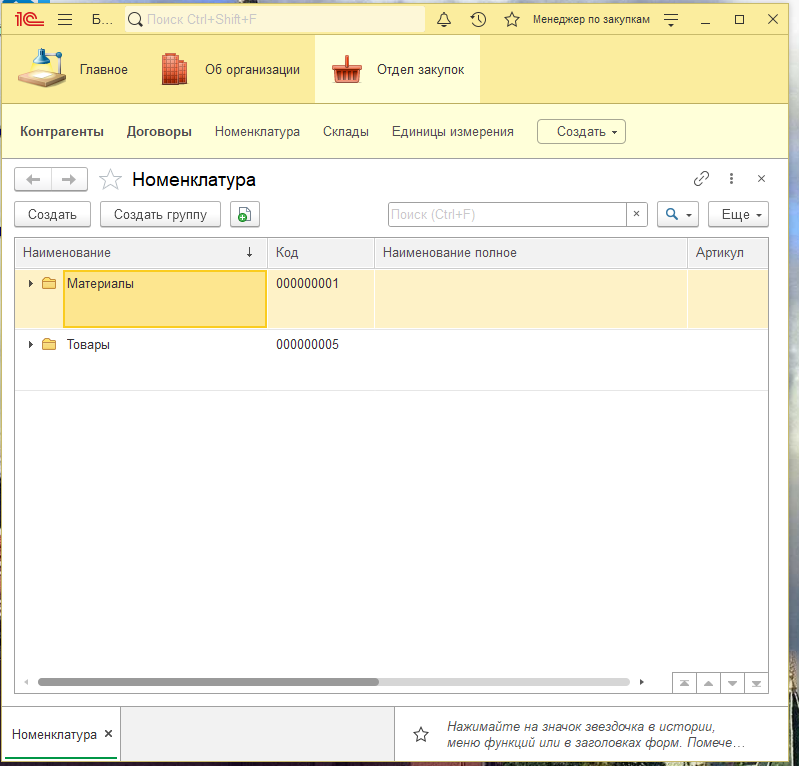 1С Б... Поиск Ctrl+Shift+F Менеджер по закупкам
Главное Об организации Отдел закупок
Контрагенты Договоры Номенклатура Склады Единицы измерения Создать
Номенклатура
Создать Создать группу Поиск (Ctrl+F) × Еще
Наименование ↓ Код Наименование полное Артикул
Материалы 000000001
Товары 000000005
Номенклатура × Нажимайте на значок звездочка в истории,
меню функций или в заголовках форм. Помече...